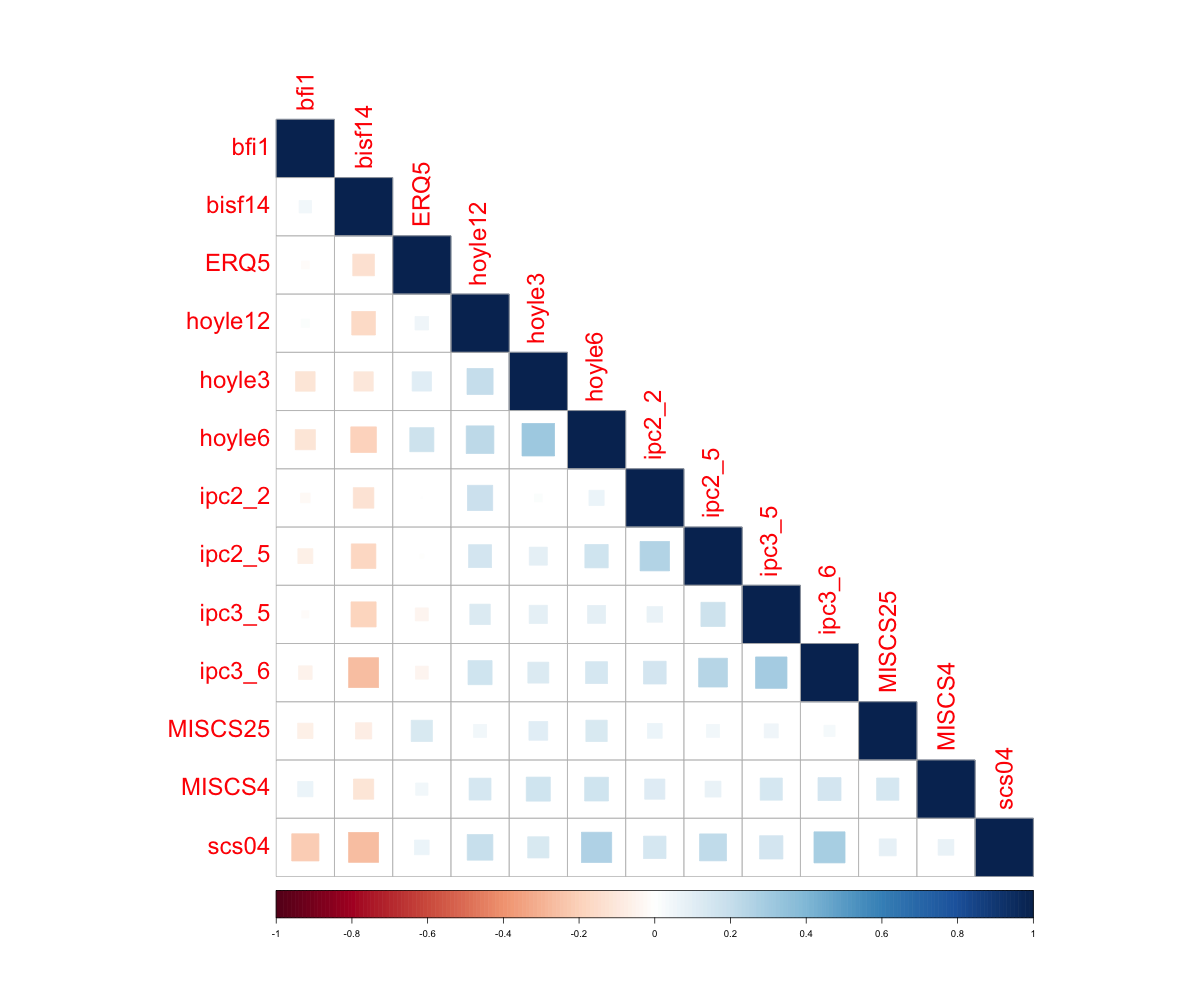 bfi1
bisf14
ERQ5
hoyle12
hoyle3
hoyle6
ipc2_2
ipc2_5
ipc3_5
ipc3_6
MISCS25
MISCS4
scs04
bfi1
bisf14
ERQ5
hoyle12
hoyle3
hoyle6
ipc2_2
ipc2_5
ipc3_5
ipc3_6
MISCS25
MISCS4
scs04
-1 -0.8 -0.6 -0.4 -0.2 0 0.2 0.4 0.6 0.8 1